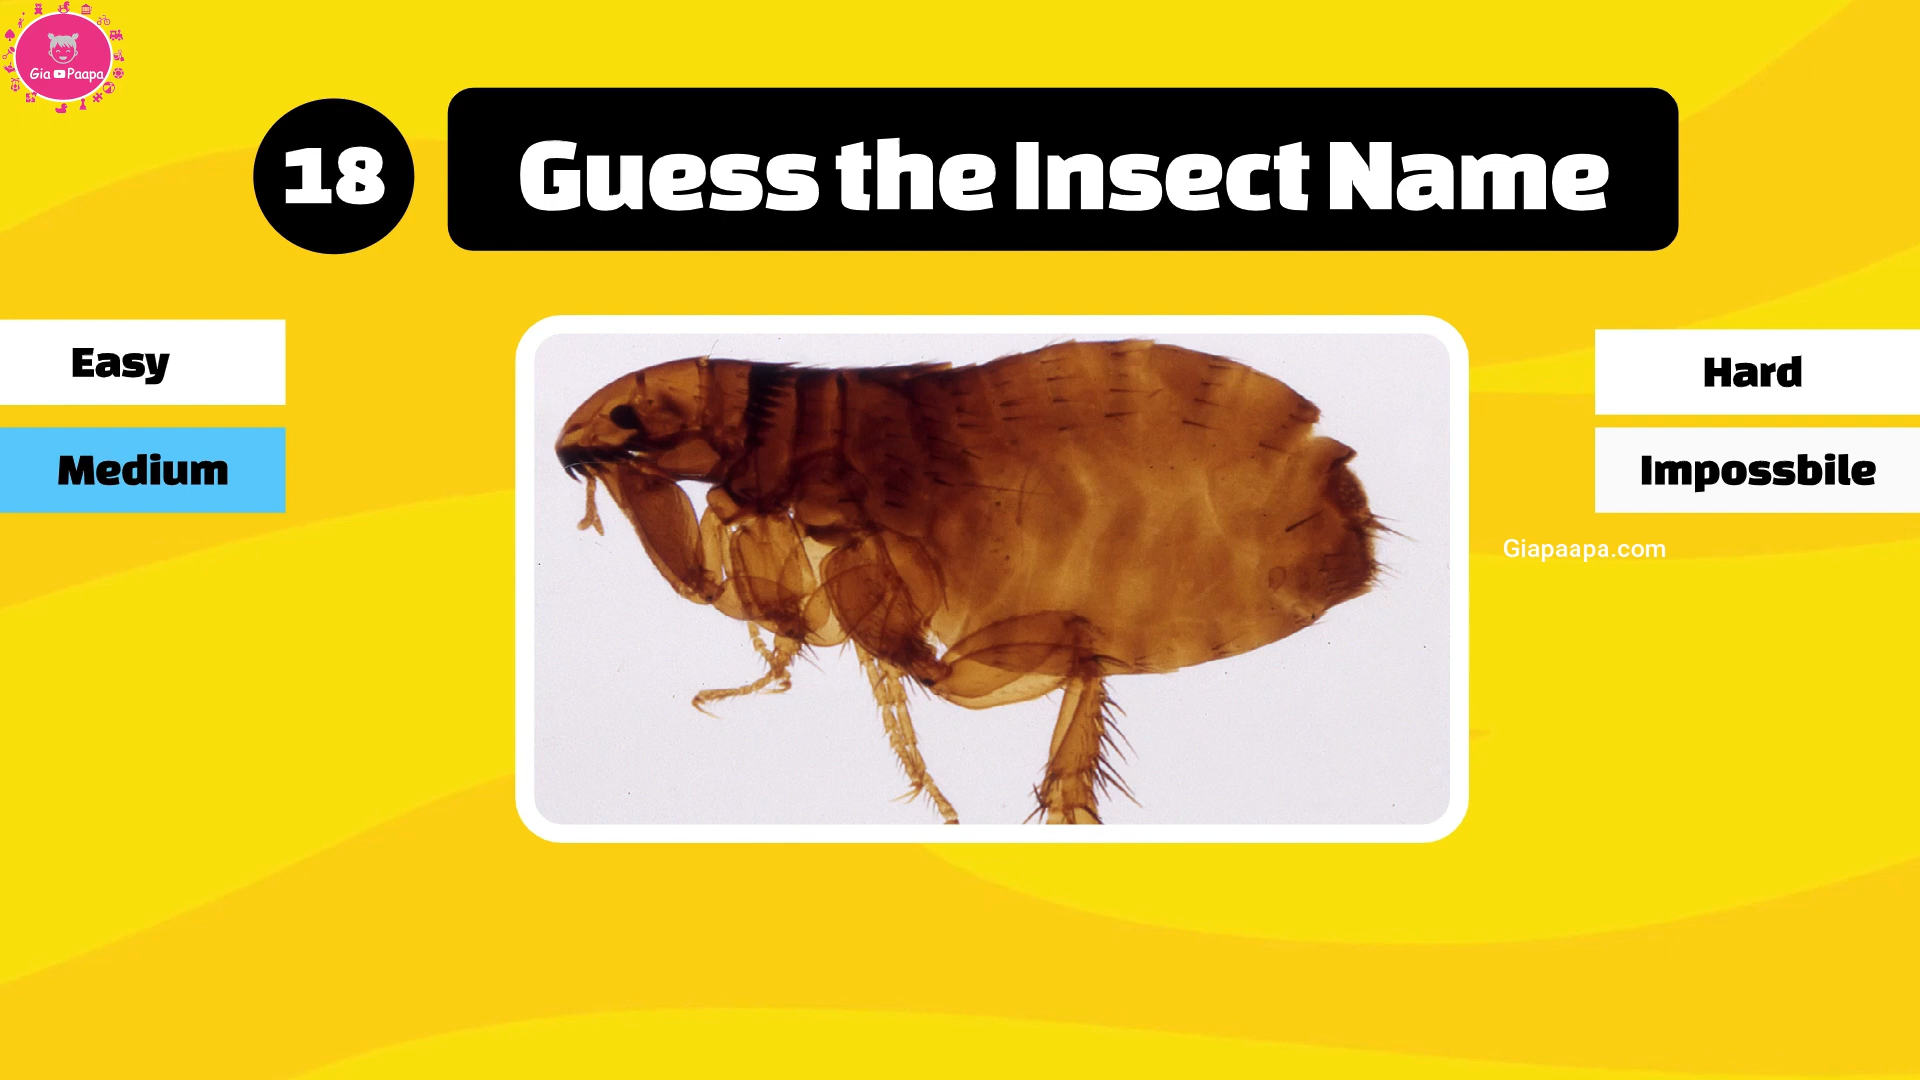 Gia Paapa
18
Guess the Insect Name
Easy
Medium
Hard
Impossbile
Giapaapa.com